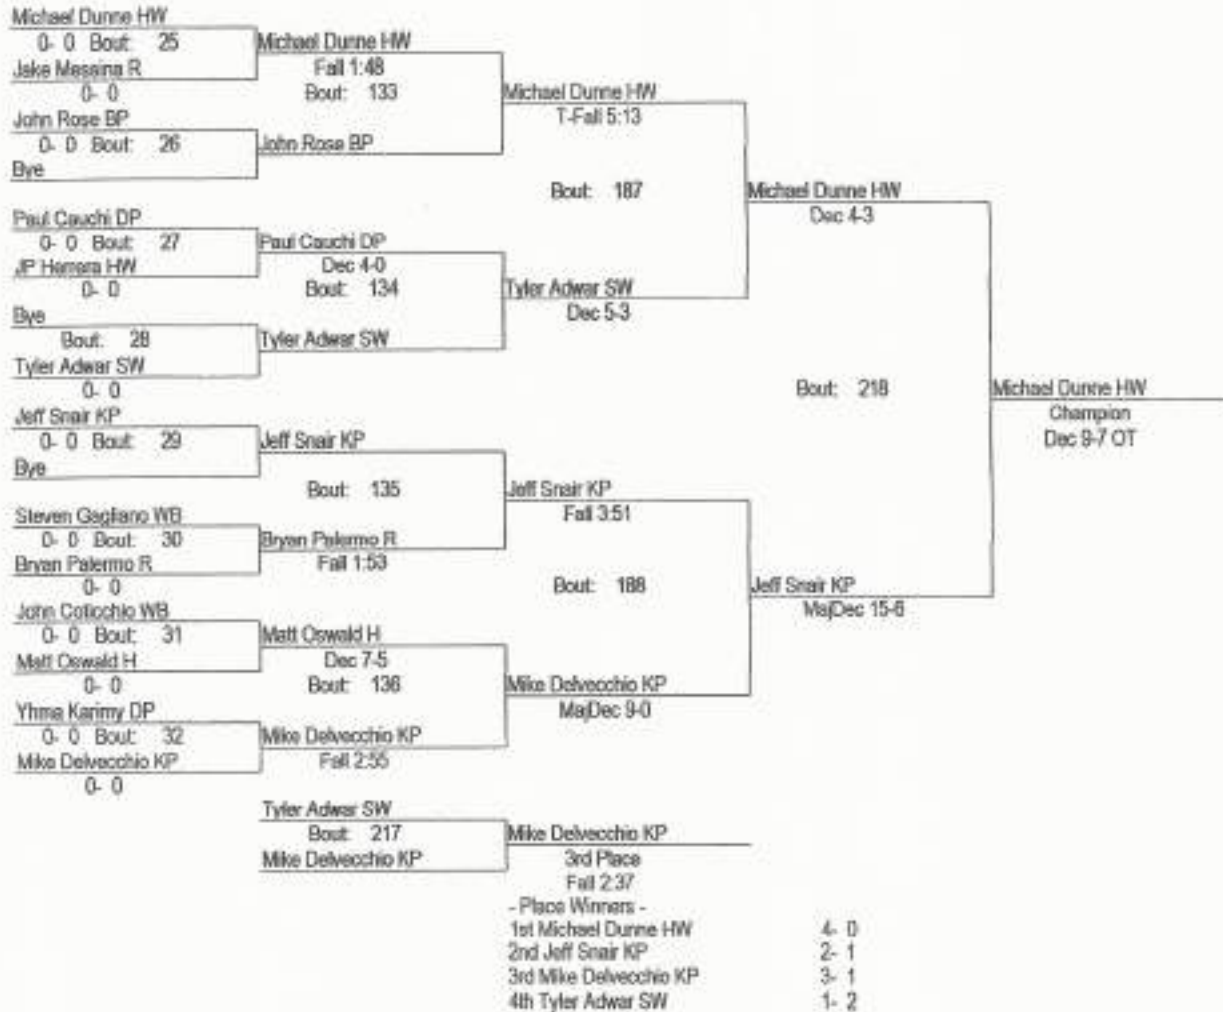 Michael Dunne HW
0- 0 Bout: 25
Jake Messina R
0- 0
John Rose BP
0- 0 Bout: 26
Bye
Paul Cauchi DP
0- 0 Bout: 27
JP Herrera HW
0- 0
Bye
Bout: 28
Tyler Adwar SW
0- 0
Jeff Snair KP
0- 0 Bout: 29
Bye
Steven Gagliano WB
0- 0 Bout: 30
Bryan Palermo R
0- 0
John Coticchio WB
0- 0 Bout: 31
Matt Oswald H
0- 0
Yhma Karimy DP
0- 0 Bout: 32
Mike Delvecchio KP
0- 0
Michael Dunne HW
Fall 1:48
Bout: 133
John Rose BP
Paul Cauchi DP
Dec 4-0
Bout: 134
Tyler Adwar SW
Jeff Snair KP
Bout: 135
Bryan Palermo R
Fall 1:53
Matt Oswald H
Dec 7-5
Bout: 136
Mike Delvecchio KP
Fall 2:55
Michael Dunne HW
T-Fall 5:13
Bout: 187
Tyler Adwar SW
Dec 5-3
Jeff Snair KP
Fall 3:51
Bout: 188
Mike Delvecchio KP
MajDec 9-0
Michael Dunne HW
Dec 4-3
Bout: 218
Jeff Snair KP
MajDec 15-6
Michael Dunne HW
Champion
Dec 9-7 OT
Tyler Adwar SW
Bout: 217
Mike Delvecchio KP
Mike Delvecchio KP
3rd Place
Fall 2:37
- Place Winners -
1st Michael Dunne HW 4- 0
2nd Jeff Snair KP 2- 1
3rd Mike Delvecchio KP 3- 1
4th Tyler Adwar SW 1- 2